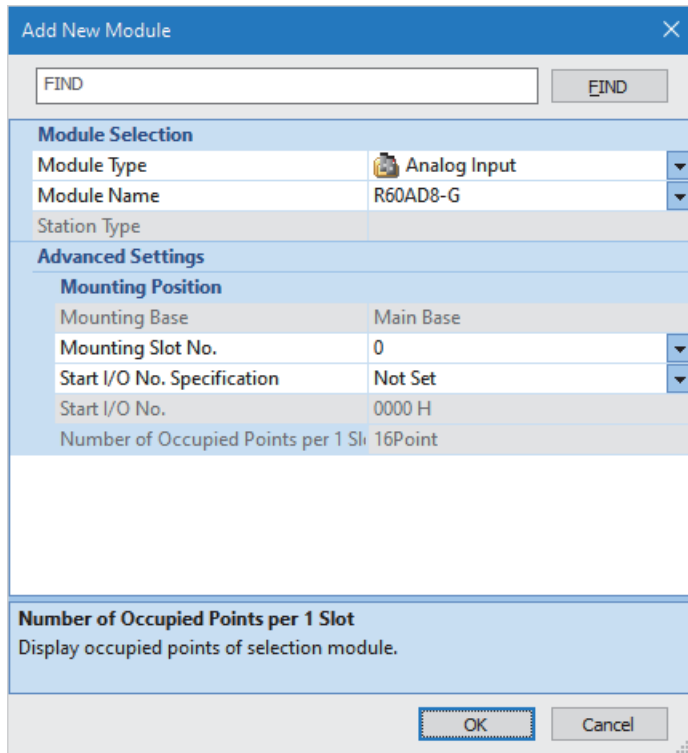 Add New Module
FIND
FIND
Module Selection
Module Type Analog Input
Module Name R60AD8-G
Station Type
Advanced Settings
Mounting Position
Mounting Base Main Base
Mounting Slot No. 0
Start I/O No. Specification Not Set
Start I/O No. 0000 H
Number of Occupied Points per 1 Sl 16Point
Number of Occupied Points per 1 Slot
Display occupied points of selection module.
OK Cancel